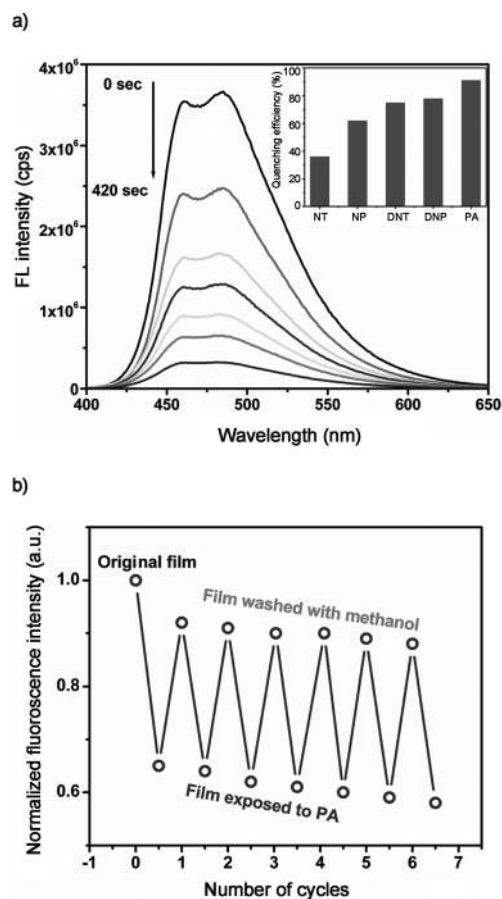 a)
4x10⁶
3x10⁶
2x10⁶
1x10⁶
0
FL intensity (cps)
0 sec
420 sec
400 450 500 550 600 650
Wavelength (nm)
100
80
60
40
20
0
Quenching efficiency (%)
NT NP DNT DNP PA
b)
Normalized fluoroscence intensity (a.u.)
1.0
0.8
0.6
Original film
Film washed with methanol
Film exposed to PA
-1 0 1 2 3 4 5 6 7
Number of cycles